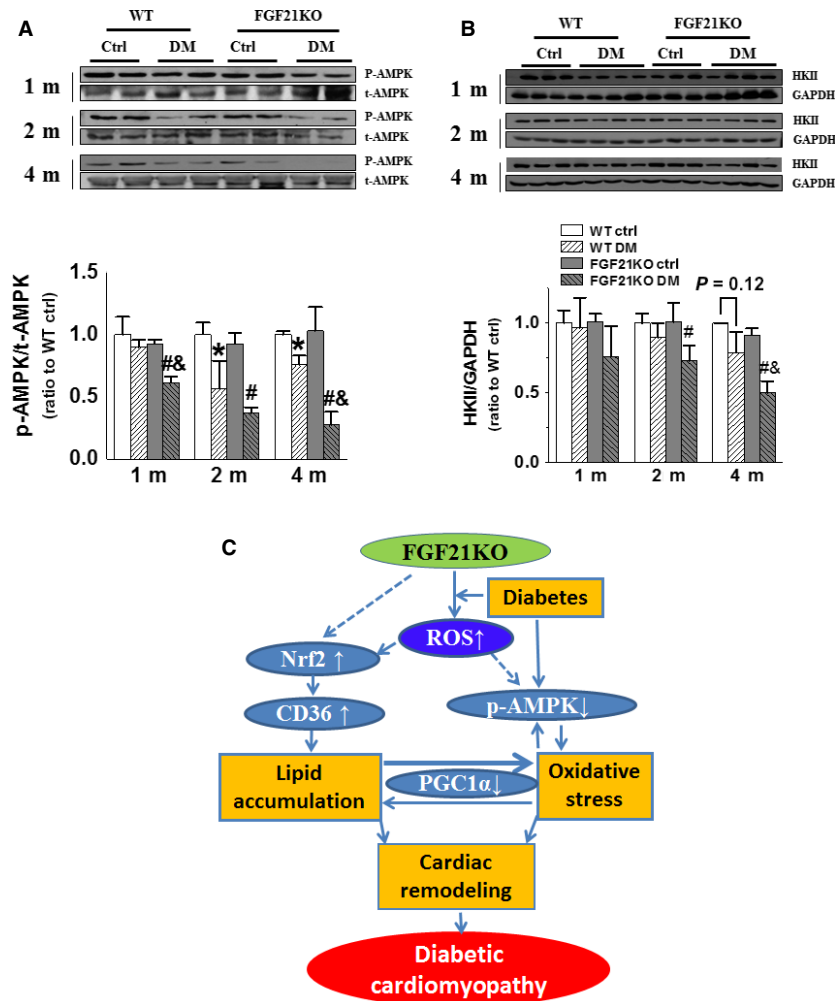 A
WT
FGF21KO
Ctrl
DM
Ctrl
DM
1 m
P-AMPK
t-AMPK
2 m
P-AMPK
t-AMPK
4 m
P-AMPK
t-AMPK
p-AMPK/t-AMPK
(ratio to WT ctrl)
1.5
1.0
0.5
0.0
#&
*
#
*
#&
1 m
2 m
4 m
B
WT
FGF21KO
Ctrl
DM
Ctrl
DM
1 m
HKII
GAPDH
2 m
HKII
GAPDH
4 m
HKII
GAPDH
WT ctrl
WT DM
FGF21KO ctrl
FGF21KO DM
P = 0.12
HKII/GAPDH
(ratio to WT ctrl)
1.0
0.5
0.0
#
#&
1 m
2 m
4 m
C
FGF21KO
Diabetes
ROS↑
Nrf2 ↑
p-AMPK↓
CD36 ↑
Lipid
accumulation
PGC1α↓
Oxidative
stress
Cardiac
remodeling
Diabetic
cardiomyopathy